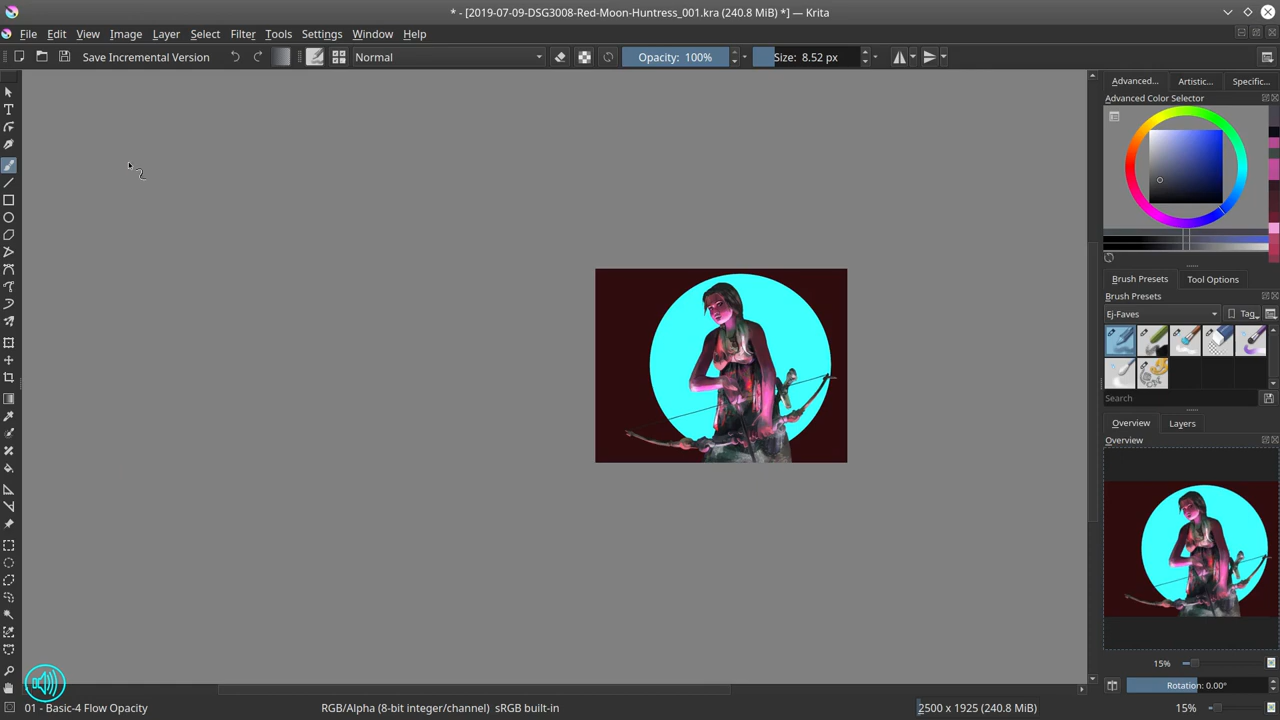 * - [2019-07-09-DSG3008-Red-Moon-Huntress_001.kra (240.8 MiB) *] — Krita
File Edit View Image Layer Select Filter Tools Settings Window Help
Save Incremental Version Normal Opacity: 100% Size: 8.52 px
Advanced... Artistic... Specific...
Advanced Color Selector
Brush Presets Tool Options
Brush Presets
Ej-Faves Tag
Search
Overview Layers
Overview
15%
Rotation: 0.00°
01 - Basic-4 Flow Opacity RGB/Alpha (8-bit integer/channel) sRGB built-in 2500 x 1925 (240.8 MiB) 15%